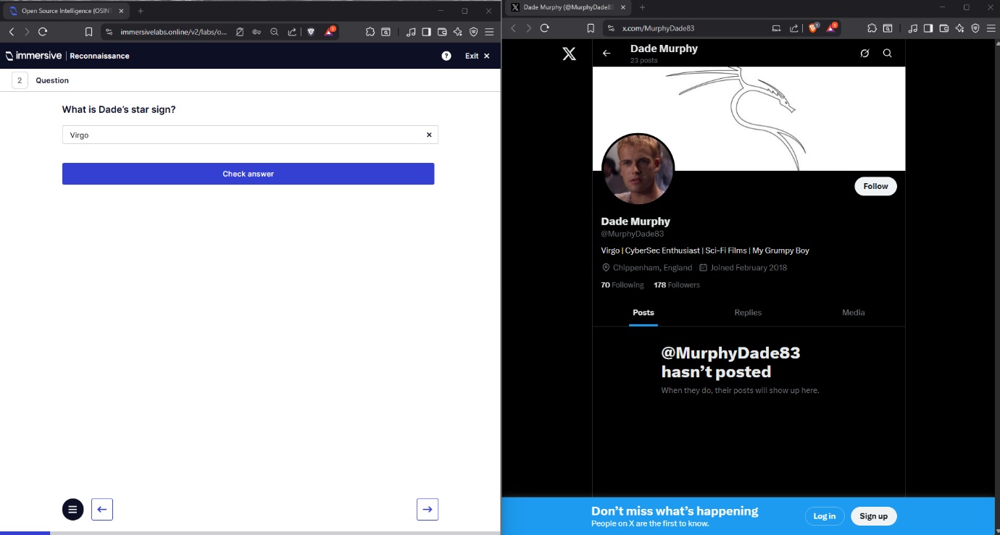 Open Source Intelligence (OSINT
immersivelabs.online/v2/labs/o...
immersive | Reconnaissance
? Exit ×
2 Question
What is Dade's star sign?
Virgo
Check answer
Dade Murphy (@MurphyDade83
x.com/MurphyDade83
Dade Murphy
23 posts
Follow
Dade Murphy
@MurphyDade83
Virgo | CyberSec Enthusiast | Sci-Fi Films | My Grumpy Boy
Chippenham, England Joined February 2018
70 Following 178 Followers
Posts Replies Media
@MurphyDade83
hasn't posted
When they do, their posts will show up here.
Don't miss what's happening
People on X are the first to know.
Log in Sign up